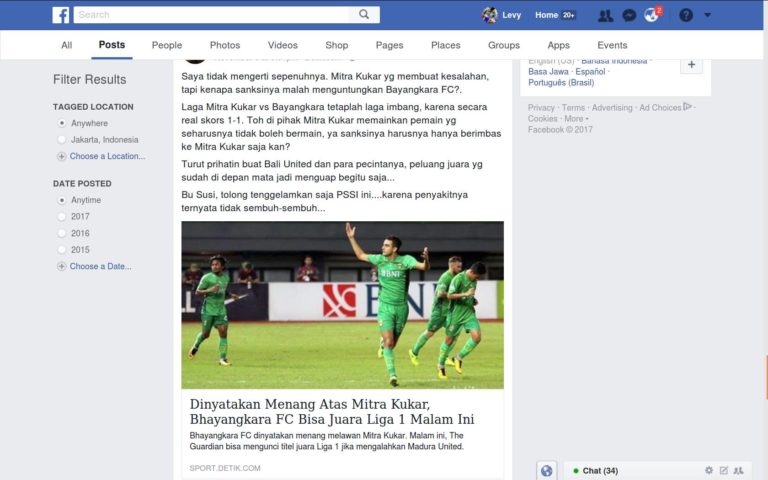 Search
Levy
Home 20+
2
All
Posts
People
Photos
Videos
Shop
Pages
Places
Groups
Apps
Events
Filter Results
TAGGED LOCATION
Anywhere
Jakarta, Indonesia
Choose a Location...
DATE POSTED
Anytime
2017
2016
2015
Choose a Date...
Saya tidak mengerti sepenuhnya. Mitra Kukar yg membuat kesalahan,
tapi kenapa sanksinya malah menguntungkan Bayangkara FC?.
Laga Mitra Kukar vs Bayangkara tetaplah laga imbang, karena secara
real skors 1-1. Toh di pihak Mitra Kukar memainkan pemain yg
seharusnya tidak boleh bermain, ya sanksinya harusnya hanya berimbas
ke Mitra Kukar saja kan?
Turut prihatin buat Bali United dan para pecintanya, peluang juara yg
sudah di depan mata jadi menguap begitu saja...
Bu Susi, tolong tenggelamkan saja PSSI ini....karena penyakitnya
ternyata tidak sembuh-sembuh...
BNI
Dinyatakan Menang Atas Mitra Kukar,
Bhayangkara FC Bisa Juara Liga 1 Malam Ini
Bhayangkara FC dinyatakan menang melawan Mitra Kukar. Malam ini, The
Guardian bisa mengunci titel juara Liga 1 jika mengalahkan Madura United.
SPORT.DETIK.COM
English (US) · Bahasa Indonesia ·
Basa Jawa · Español ·
Português (Brasil)
Privacy · Terms · Advertising · Ad Choices ·
Cookies · More
Facebook © 2017
Chat (34)